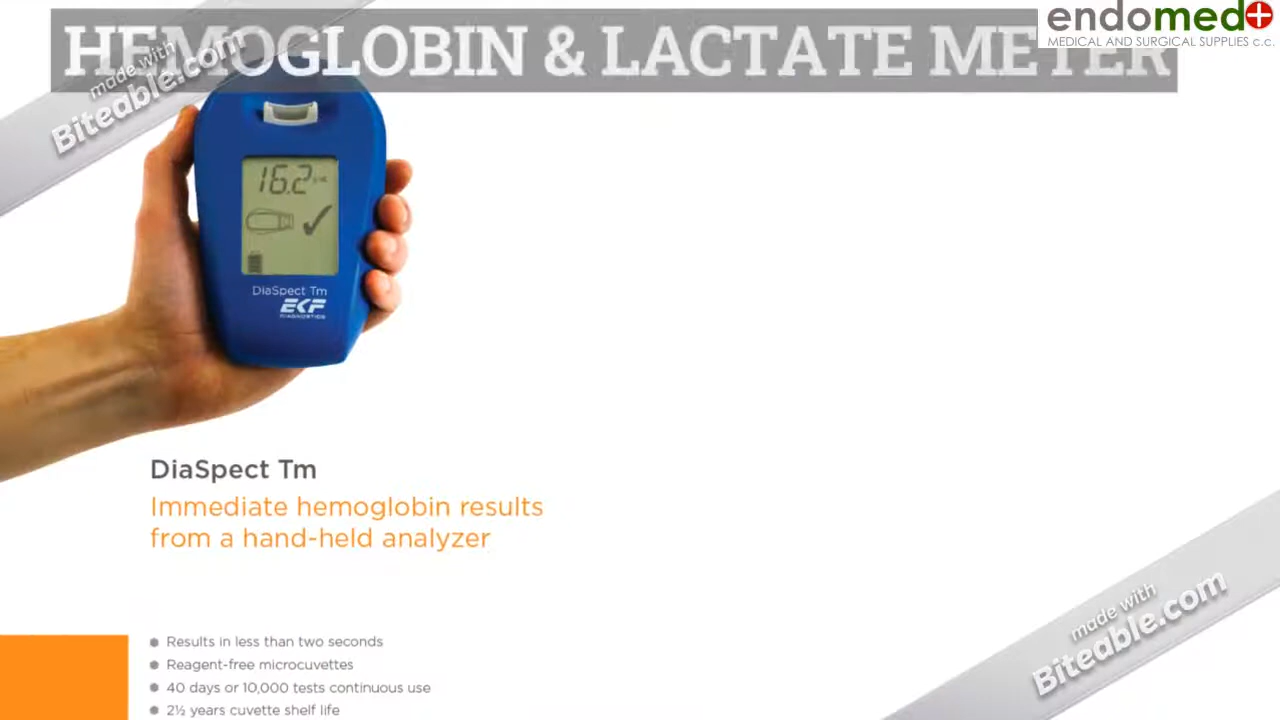 HEMOGLOBIN & LACTATE METER
endomed
MEDICAL AND SURGICAL SUPPLIES c.c.
made with
Biteable.com
16.2
DiaSpect Tm
EKF
DIAGNOSTICS
DiaSpect Tm
Immediate hemoglobin results
from a hand-held analyzer
Results in less than two seconds
Reagent-free microcuvettes
40 days or 10,000 tests continuous use
2½ years cuvette shelf life
made with
Biteable.com